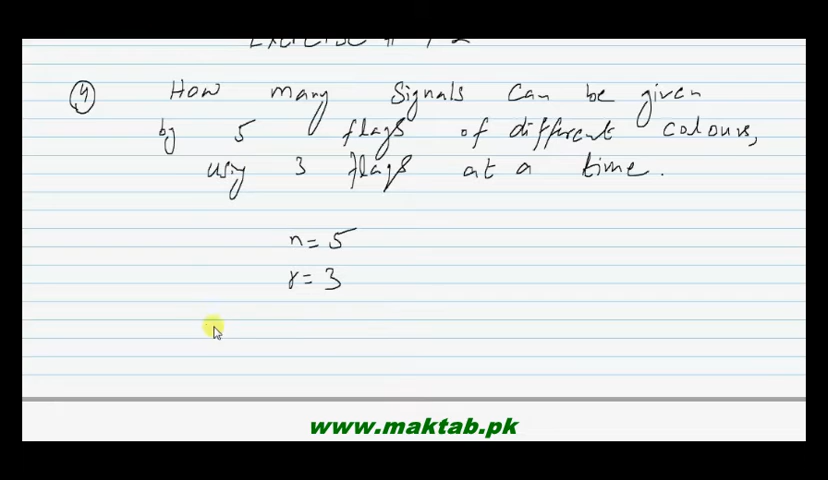 ④ How many Signals can be given
by 5 flags of different colours,
using 3 flags at a time.
n = 5
r = 3
www.maktab.pk